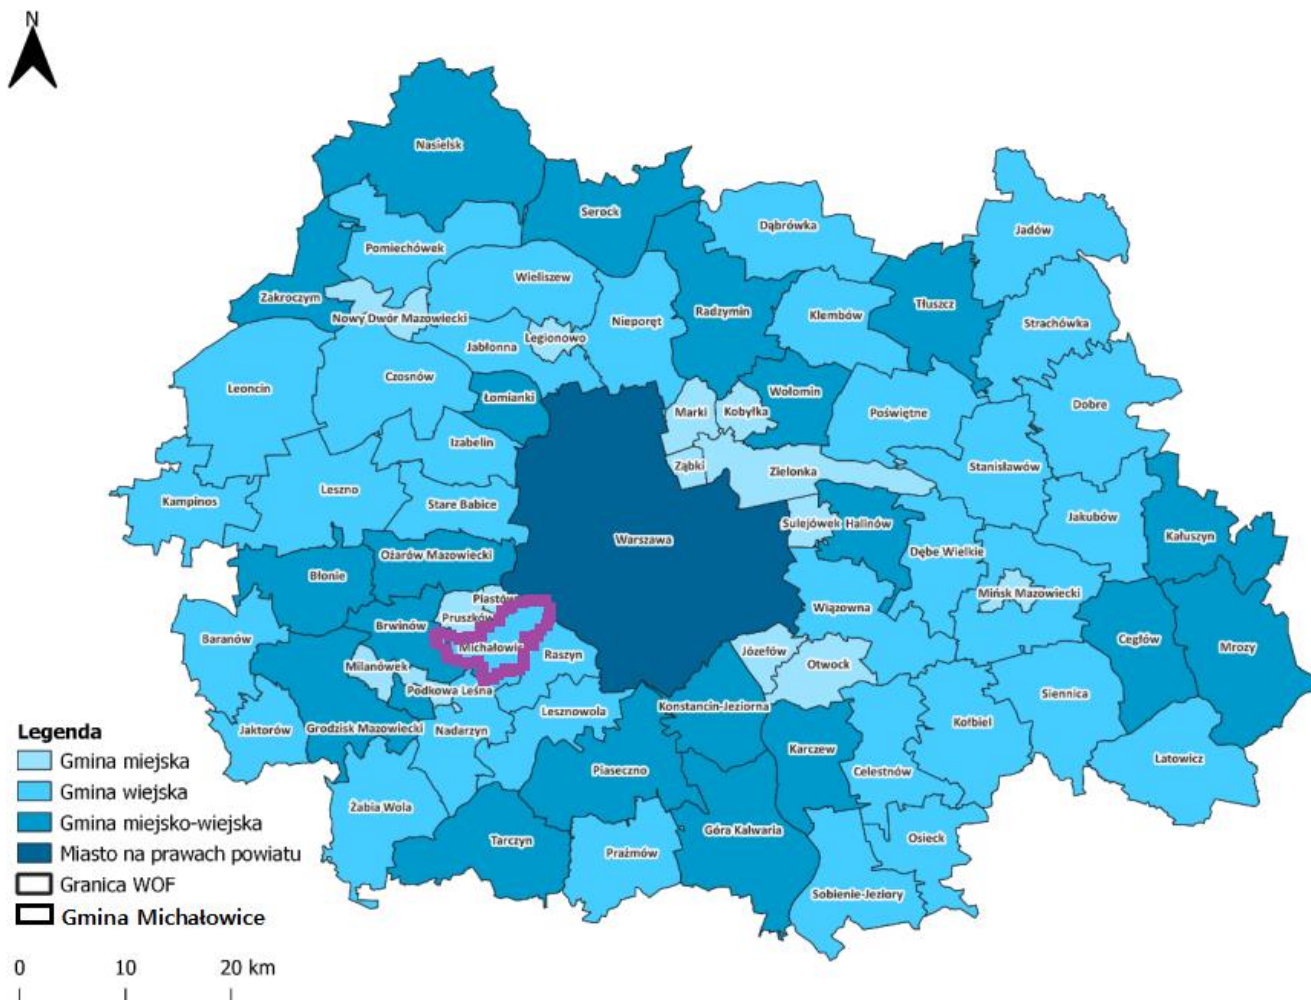 N
Nasielsk
Serock
Dąbrówka
Jadów
Pomiechówek
Wieliszew
Zakroczym
Nowy Dwór Mazowiecki
Nieporęt
Radzymin
Klembów
Tłuszcz
Strachówka
Legionowo
Jabłonna
Leoncin
Czosnów
Łomianki
Wołomin
Marki
Kobyłka
Poświętne
Dobre
Izabelin
Ząbki
Zielonka
Stanisławów
Kampinos
Leszno
Stare Babice
Sulejówek
Halinów
Jakubów
Kałuszyn
Warszawa
Ożarów Mazowiecki
Dębe Wielkie
Błonie
Mińsk Mazowiecki
Piastów
Pruszków
Wiązowna
Brwinów
Baranów
Michałowic
Raszyn
Józefów
Otwock
Cegłów
Mrozy
Milanówek
Podkowa Leśna
Siennica
Konstancin-Jeziorna
Lesznowola
Kołbiel
Jaktorów
Grodzisk Mazowiecki
Nadarzyn
Karczew
Latowicz
Piaseczno
Celestnów
Żabia Wola
Góra Kalwaria
Osieck
Tarczyn
Prażmów
Sobienie-Jeziory
Legenda
Gmina miejska
Gmina wiejska
Gmina miejsko-wiejska
Miasto na prawach powiatu
Granica WOF
Gmina Michałowice
0 10 20 km